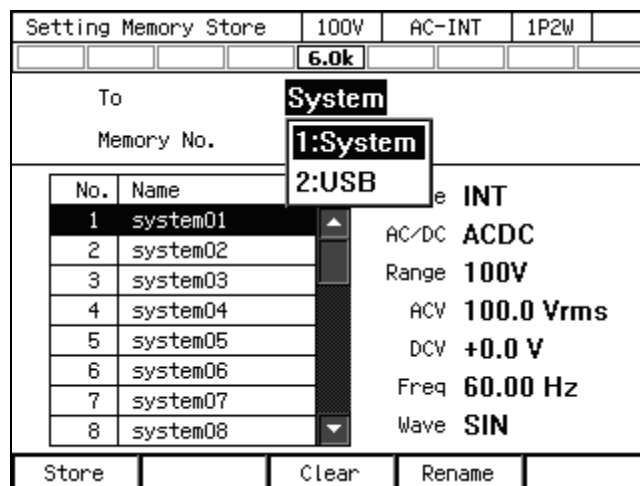 Setting Memory Store 100V AC-INT 1P2W
6.0k
To System
Memory No. 1:System
2:USB
No. Name e INT
1 system01
AC/DC ACDC
2 system02
3 system03 Range 100V
4 system04 ACV 100.0 Vrms
5 system05 DCV +0.0 V
6 system06
Freq 60.00 Hz
7 system07
8 system08 Wave SIN
Store Clear Rename